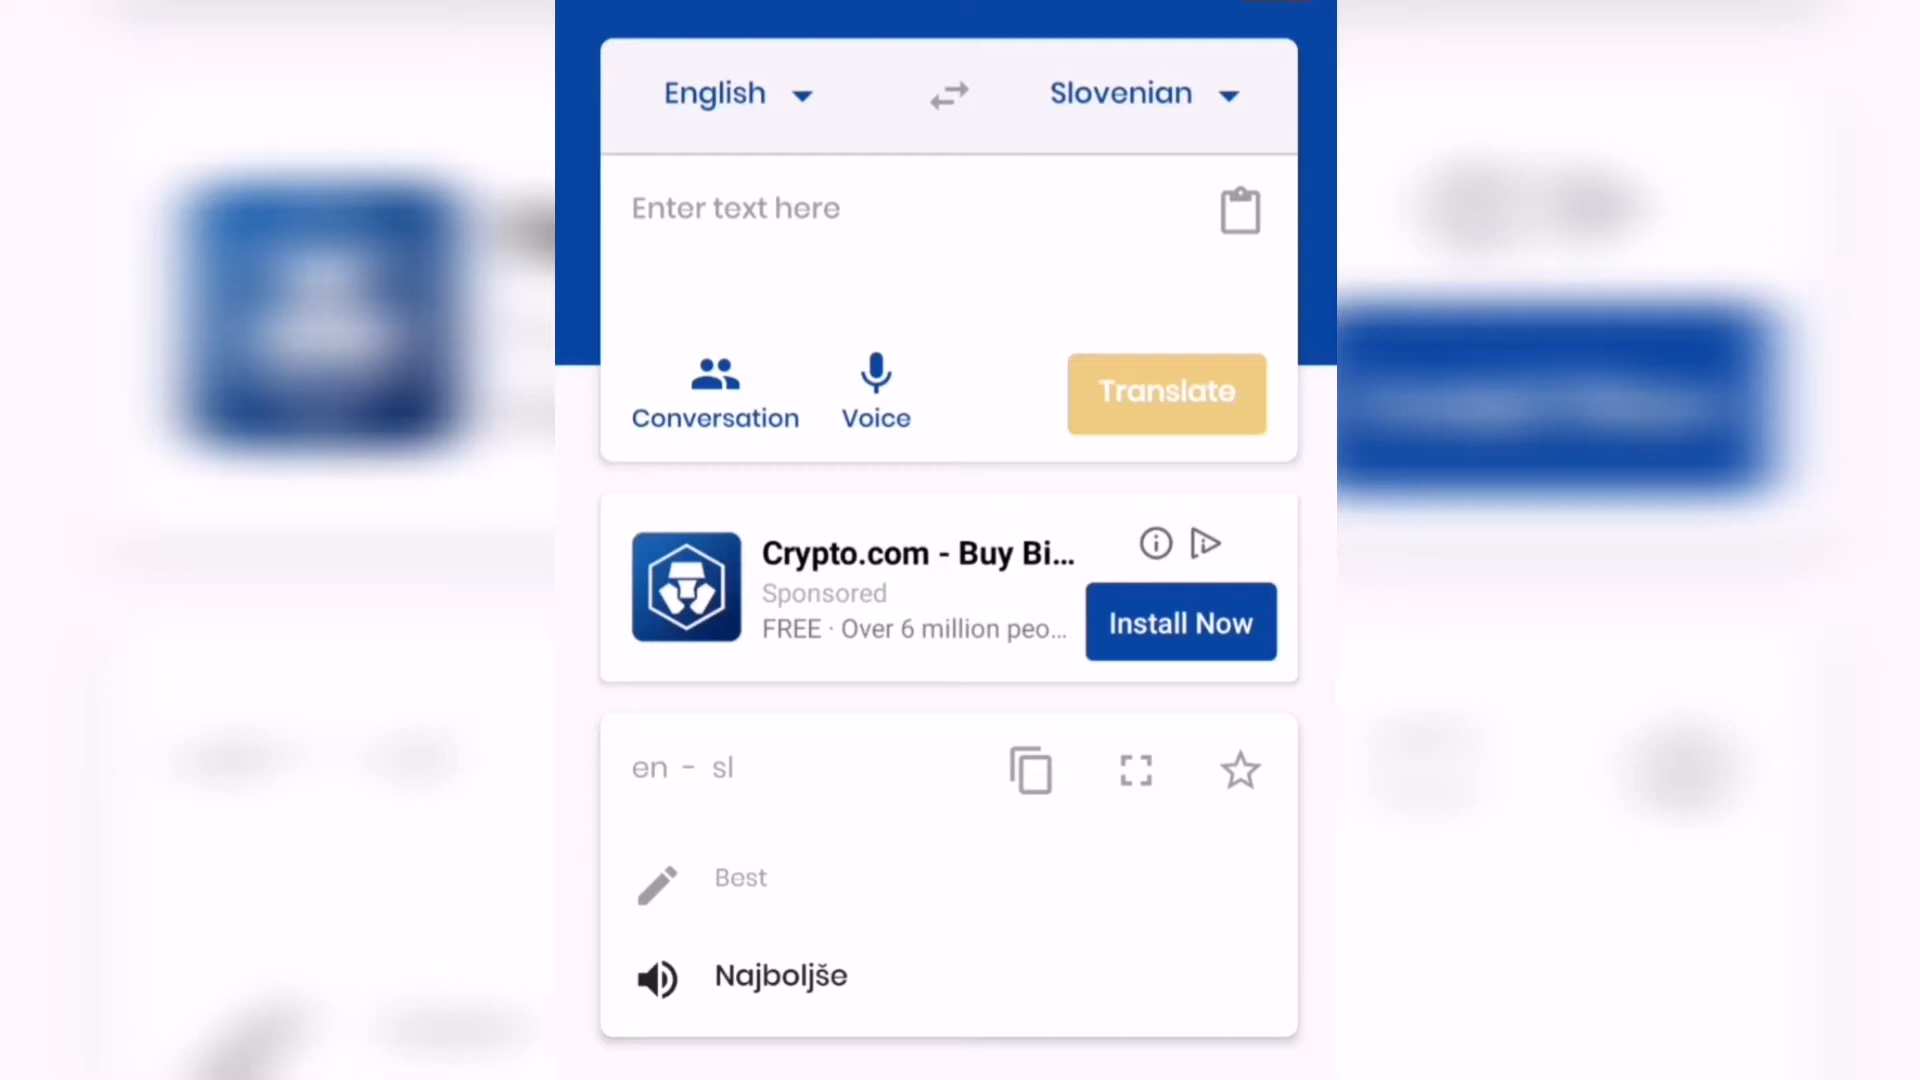 English
Slovenian
Enter text here
Conversation
Voice
Translate
Crypto.com - Buy Bi...
Sponsored
FREE · Over 6 million peo...
Install Now
en - sl
Best
Najboljše